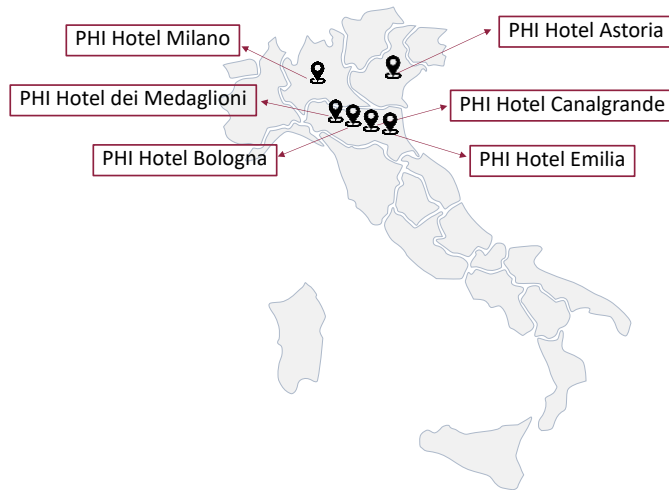 PHI Hotel Milano
PHI Hotel Astoria
PHI Hotel dei Medaglioni
PHI Hotel Canalgrande
PHI Hotel Bologna
PHI Hotel Emilia